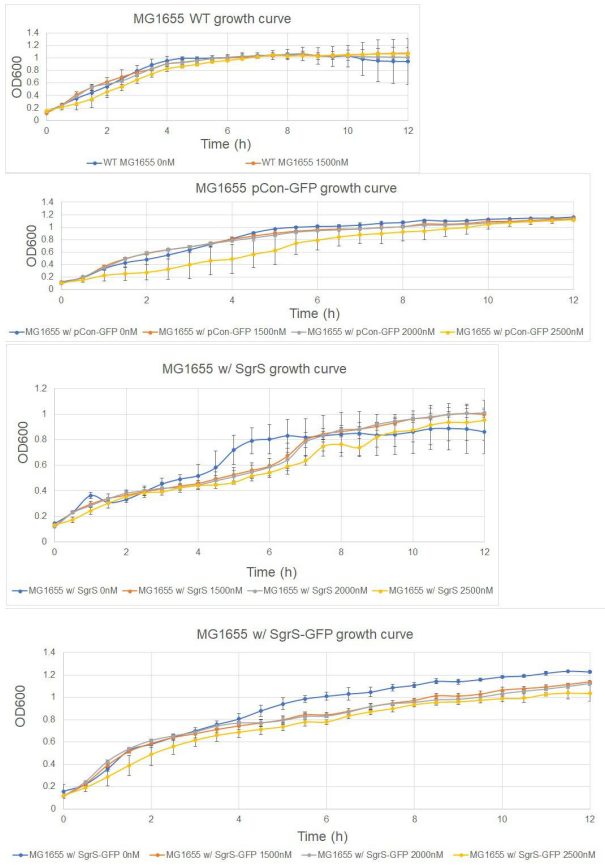 MG1655 WT growth curve
OD600
1.4
1.2
1
0.8
0.6
0.4
0.2
0
0 1 2 3 4 5 6 7 8 9 10 11 12
Time (h)
WT MG1655 0nM WT MG1655 1500nM
MG1655 pCon-GFP growth curve
OD600
1.4
1.2
1
0.8
0.6
0.4
0.2
0
0 2 4 6 8 10 12
Time (h)
MG1655 w/ pCon-GFP 0nM MG1655 w/ pCon-GFP 1500nM MG1655 w/ pCon-GFP 2000nM MG1655 w/ pCon-GFP 2500nM
MG1655 w/ SgrS growth curve
OD600
1.2
1
0.8
0.6
0.4
0.2
0
0 2 4 6 8 10 12
Time (h)
MG1655 w/ SgrS 0nM MG1655 w/ SgrS 1500nM MG1655 w/ SgrS 2000nM MG1655 w/ SgrS 2500nM
MG1655 w/ SgrS-GFP growth curve
OD600
1.4
1.2
1
0.8
0.6
0.4
0.2
0
0 2 4 6 8 10 12
Time (h)
MG1655 w/ SgrS-GFP 0nM MG1655 w/ SgrS-GFP 1500nM MG1655 w/ SgrS-GFP 2000nM MG1655 w/ SgrS-GFP 2500nM